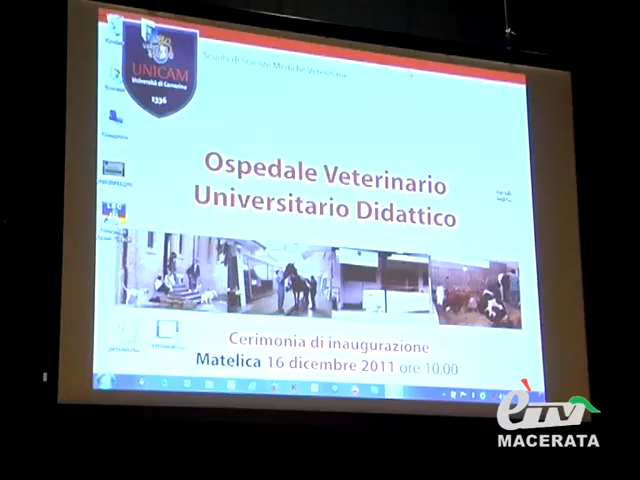 UNICAM
Università di Camerino
1336
Scuola di Scienze Mediche Veterinarie
Ospedale Veterinario
Universitario Didattico
Cerimonia di inaugurazione
Matelica 16 dicembre 2011 ore 10.00
eTV
MACERATA